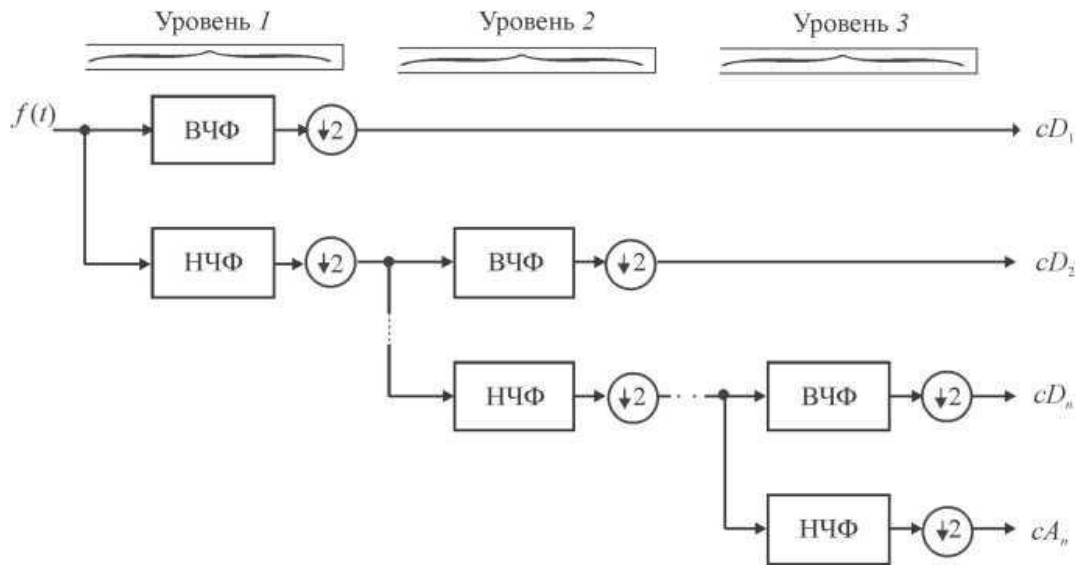 Уровень 1 Уровень 2 Уровень 3
f(t) ВЧФ ↓2 cD₁
НЧФ ↓2 ВЧФ ↓2 cD₂
НЧФ ↓2 . . ВЧФ ↓2 cDₙ
НЧФ ↓2 cAₙ